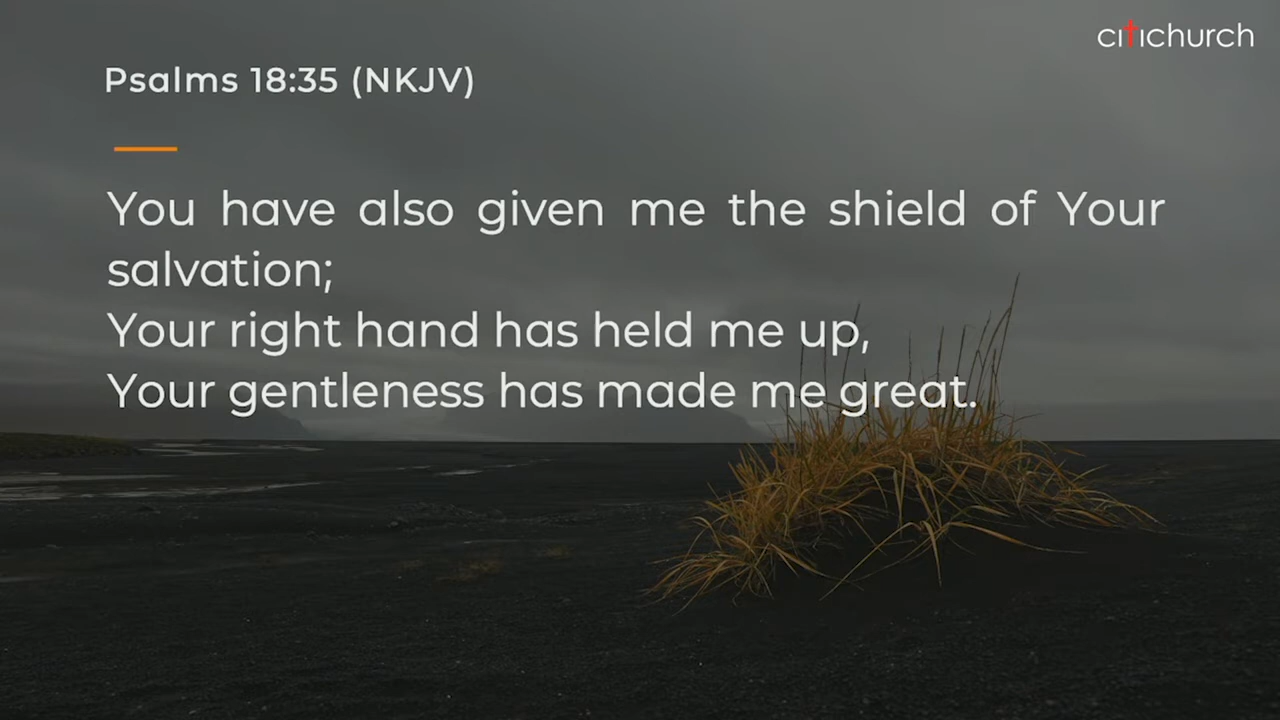 citichurch
Psalms 18:35 (NKJV)
You have also given me the shield of Your
salvation;
Your right hand has held me up,
Your gentleness has made me great.